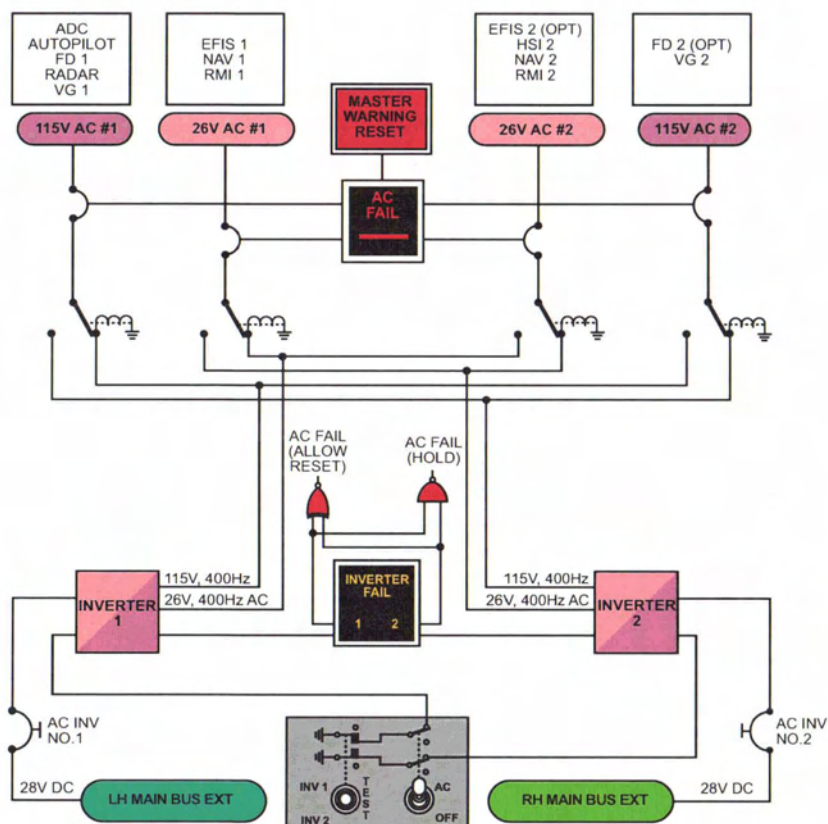 ADC
AUTOPILOT
FD 1
RADAR
VG 1
EFIS 1
NAV 1
RMI 1
EFIS 2 (OPT)
HSI 2
NAV 2
RMI 2
FD 2 (OPT)
VG 2
MASTER
WARNING
RESET
115V AC #1
26V AC #1
26V AC #2
115V AC #2
AC
FAIL
AC FAIL
(ALLOW
RESET)
AC FAIL
(HOLD)
115V, 400Hz
26V, 400Hz AC
INVERTER
1
INVERTER
FAIL
1 2
115V, 400Hz
26V, 400Hz AC
INVERTER
2
AC INV
NO.1
AC INV
NO.2
28V DC
LH MAIN BUS EXT
INV 1
INV 2
TEST
AC
OFF
RH MAIN BUS EXT
28V DC